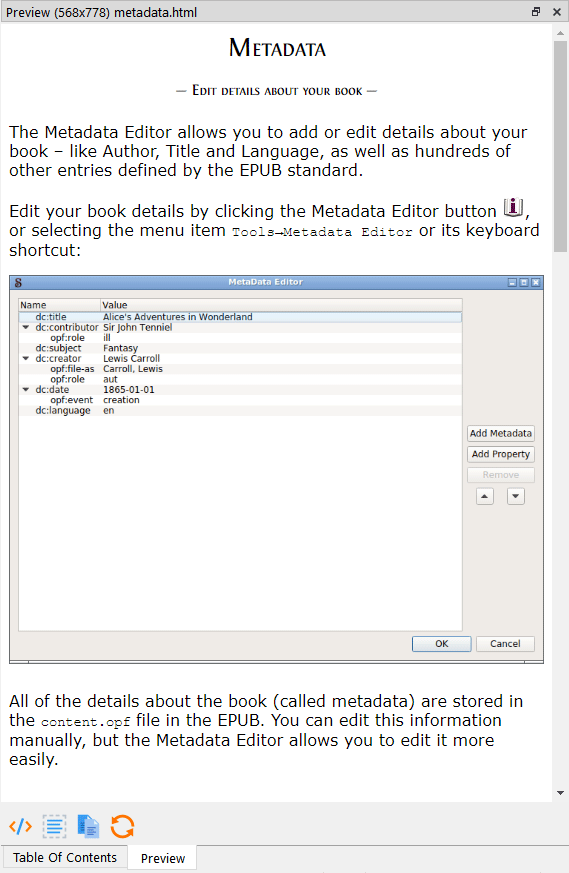 Preview (568x778) metadata.html
Metadata
— Edit details about your book —
The Metadata Editor allows you to add or edit details about your
book – like Author, Title and Language, as well as hundreds of
other entries defined by the EPUB standard.
Edit your book details by clicking the Metadata Editor button ,
or selecting the menu item Tools→Metadata Editor or its keyboard
shortcut:
MetaData Editor
Name Value
dc:title Alice's Adventures in Wonderland
dc:contributor Sir John Tenniel
opf:role ill
dc:subject Fantasy
dc:creator Lewis Carroll
opf:file-as Carroll, Lewis
opf:role aut
dc:date 1865-01-01
opf:event creation
dc:language en
Add Metadata
Add Property
Remove
OK Cancel
All of the details about the book (called metadata) are stored in
the content.opf file in the EPUB. You can edit this information
manually, but the Metadata Editor allows you to edit it more
easily.
Table Of Contents Preview